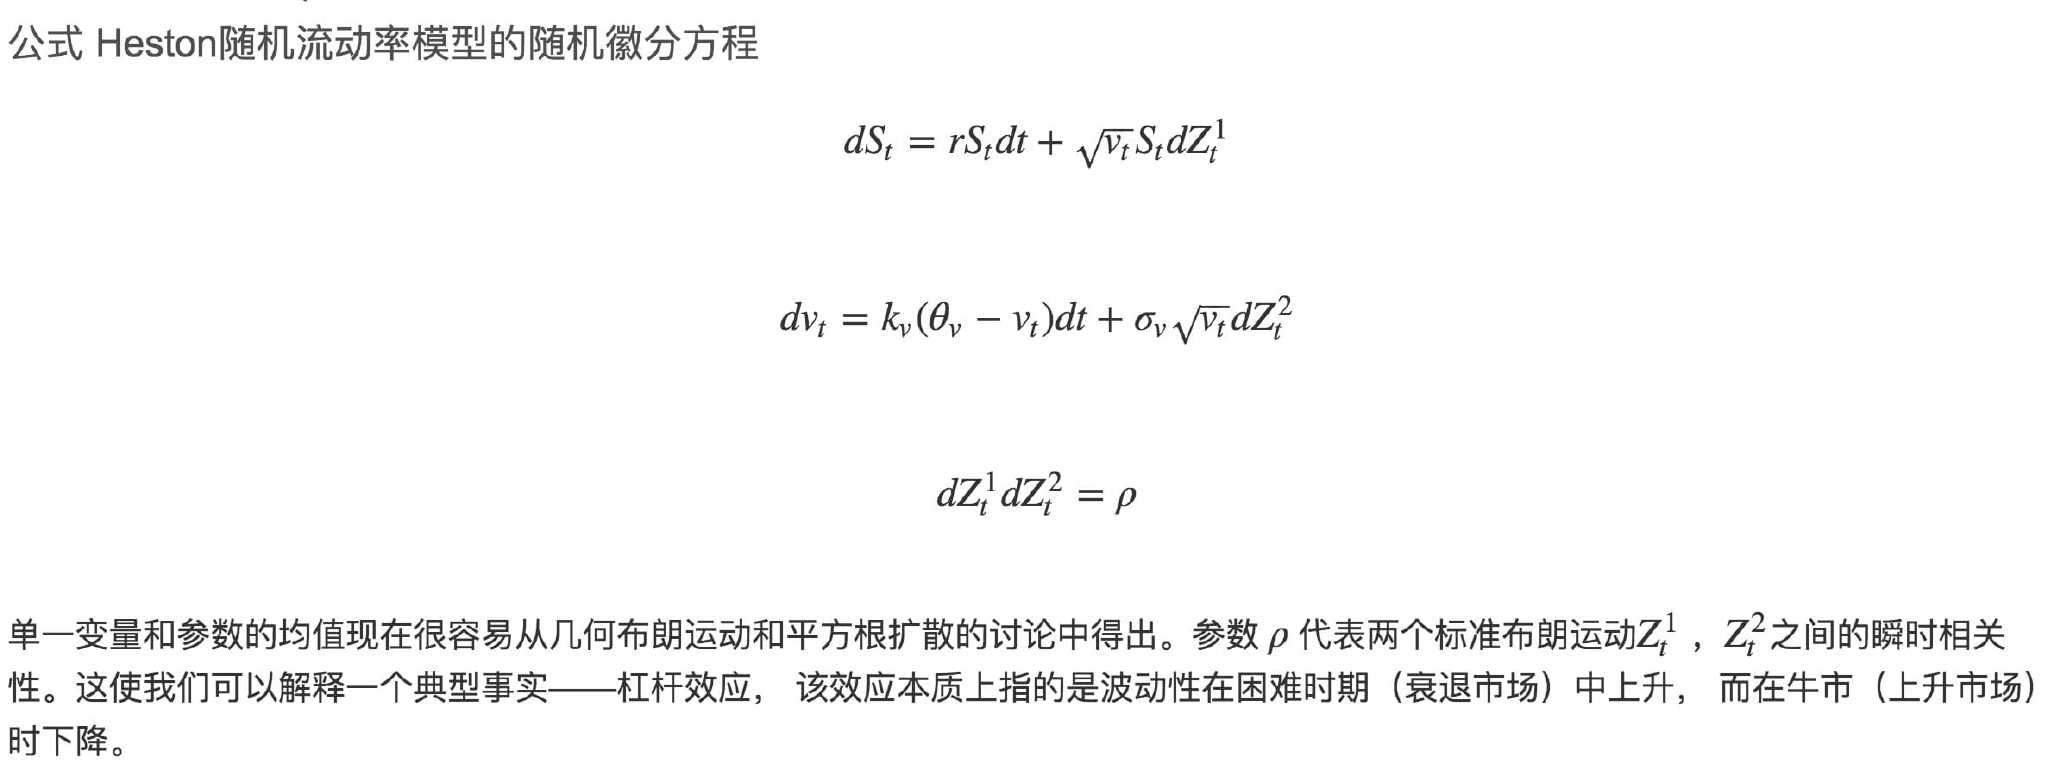 公式 Heston随机流动率模型的随机徽分方程
$dS_t = rS_tdt + \sqrt{v_t}S_tdZ_t^1$
$dv_t = k_v(\theta_v - v_t)dt + \sigma_v\sqrt{v_t}dZ_t^2$
$dZ_t^1dZ_t^2 = \rho$
单一变量和参数的均值现在很容易从几何布朗运动和平方根扩散的讨论中得出。参数 $\rho$ 代表两个标准布朗运动$Z_t^1$ ，$Z_t^2$之间的瞬时相关
性。这使我们可以解释一个典型事实——杠杆效应， 该效应本质上指的是波动性在困难时期（衰退市场）中上升， 而在牛市（上升市场）
时下降。